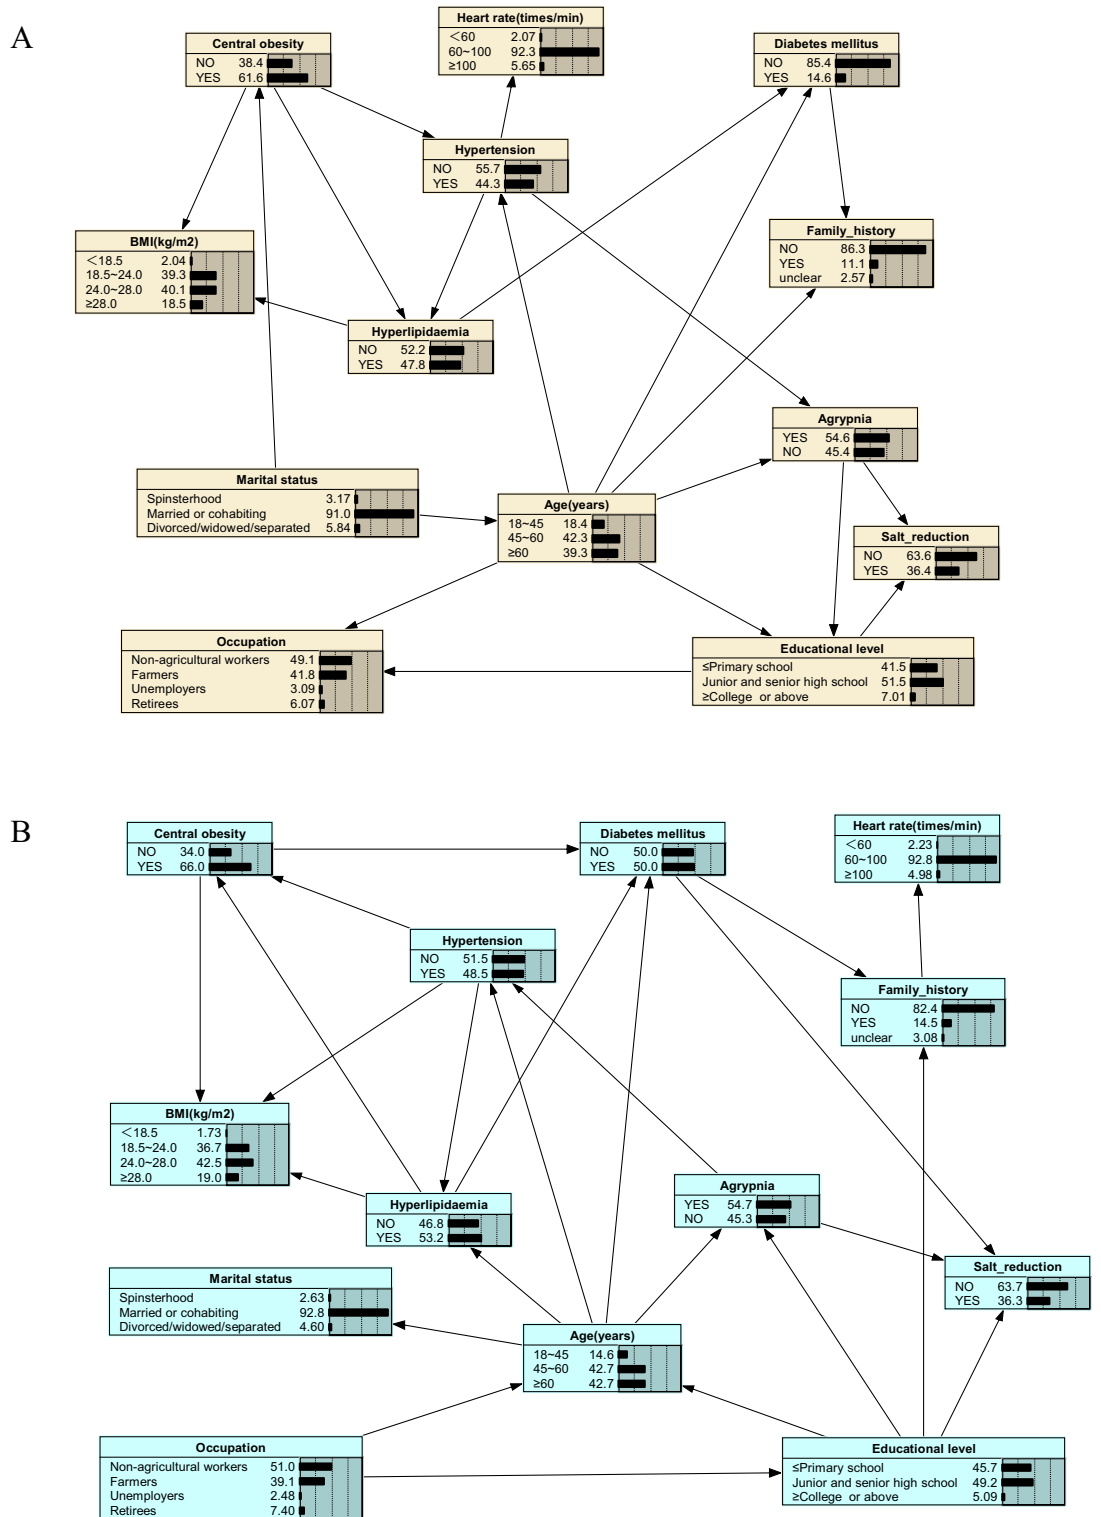 A
Heart rate(times/min)
<60 2.07
60~100 92.3
≥100 5.65
Central obesity
NO 38.4
YES 61.6
Diabetes mellitus
NO 85.4
YES 14.6
Hypertension
NO 55.7
YES 44.3
BMI(kg/m2)
<18.5 2.04
18.5~24.0 39.3
24.0~28.0 40.1
≥28.0 18.5
Family_history
NO 86.3
YES 11.1
unclear 2.57
Hyperlipidaemia
NO 52.2
YES 47.8
Agrypnia
YES 54.6
NO 45.4
Marital status
Spinsterhood 3.17
Married or cohabiting 91.0
Divorced/widowed/separated 5.84
Age(years)
18~45 18.4
45~60 42.3
≥60 39.3
Salt_reduction
NO 63.6
YES 36.4
Occupation
Non-agricultural workers 49.1
Farmers 41.8
Unemployers 3.09
Retirees 6.07
Educational level
≤Primary school 41.5
Junior and senior high school 51.5
≥College or above 7.01
B
Central obesity
NO 34.0
YES 66.0
Diabetes mellitus
NO 50.0
YES 50.0
Heart rate(times/min)
<60 2.23
60~100 92.8
≥100 4.98
Hypertension
NO 51.5
YES 48.5
Family_history
NO 82.4
YES 14.5
unclear 3.08
BMI(kg/m2)
<18.5 1.73
18.5~24.0 36.7
24.0~28.0 42.5
≥28.0 19.0
Hyperlipidaemia
NO 46.8
YES 53.2
Agrypnia
YES 54.7
NO 45.3
Marital status
Spinsterhood 2.63
Married or cohabiting 92.8
Divorced/widowed/separated 4.60
Salt_reduction
NO 63.7
YES 36.3
Age(years)
18~45 14.6
45~60 42.7
≥60 42.7
Occupation
Non-agricultural workers 51.0
Farmers 39.1
Unemployers 2.48
Retirees 7.40
Educational level
≤Primary school 45.7
Junior and senior high school 49.2
≥College or above 5.09